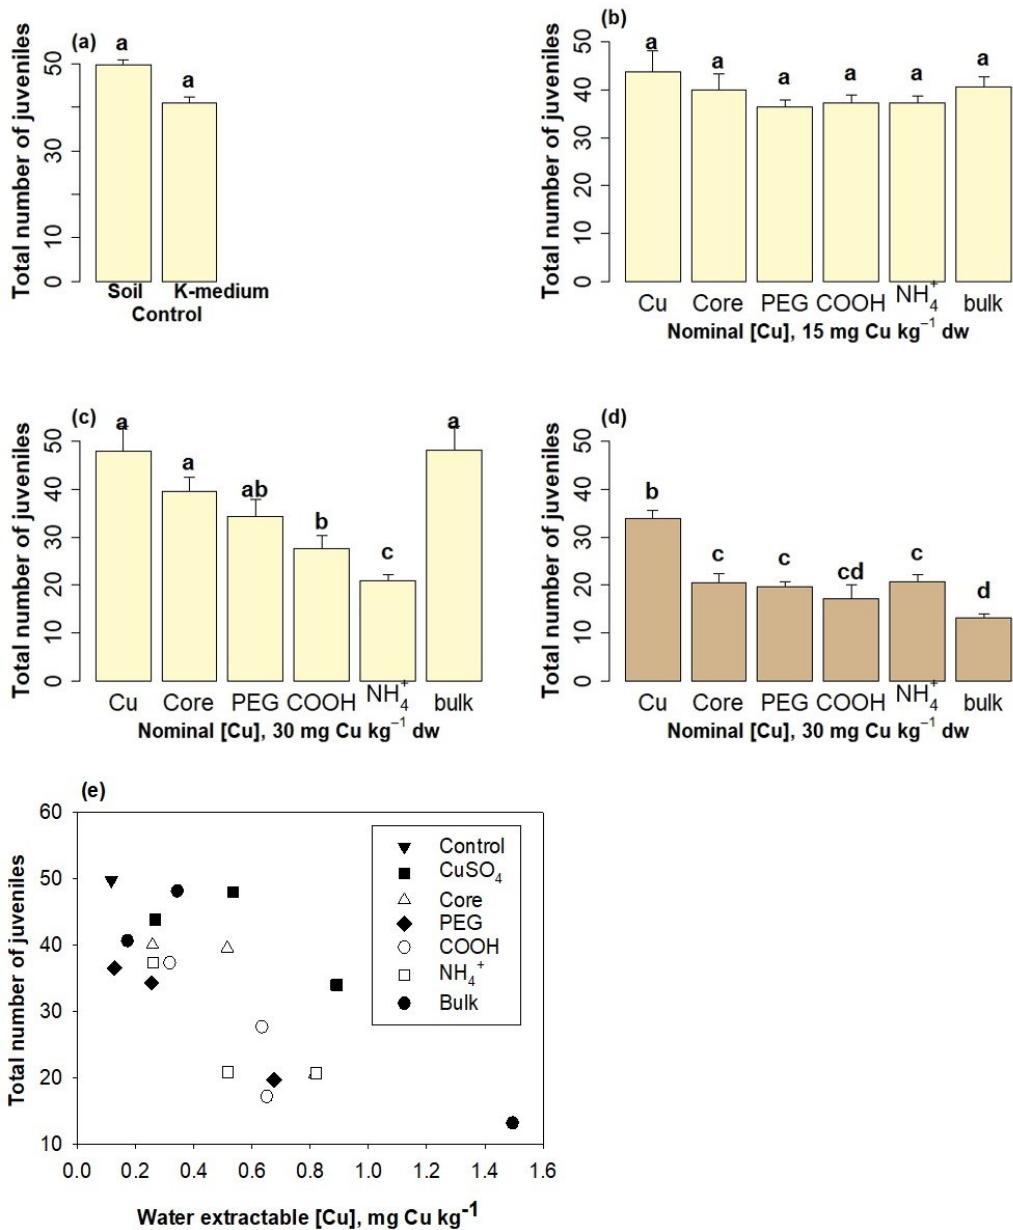 (a)
Total number of juveniles
50
30
10
0
a
a
Soil K-medium
Control
(b)
Total number of juveniles
50
40
30
20
10
0
a a a a a a
Cu Core PEG COOH NH₄⁺ bulk
Nominal [Cu], 15 mg Cu kg⁻¹ dw
(c)
Total number of juveniles
50
40
30
20
10
0
a a ab b c a
Cu Core PEG COOH NH₄⁺ bulk
Nominal [Cu], 30 mg Cu kg⁻¹ dw
(d)
Total number of juveniles
50
40
30
20
10
0
b c c cd c d
Cu Core PEG COOH NH₄⁺ bulk
Nominal [Cu], 30 mg Cu kg⁻¹ dw
(e)
Total number of juveniles
60
50
40
30
20
10
Control
CuSO₄
Core
PEG
COOH
NH₄⁺
Bulk
0.0 0.2 0.4 0.6 0.8 1.0 1.2 1.4 1.6
Water extractable [Cu], mg Cu kg⁻¹